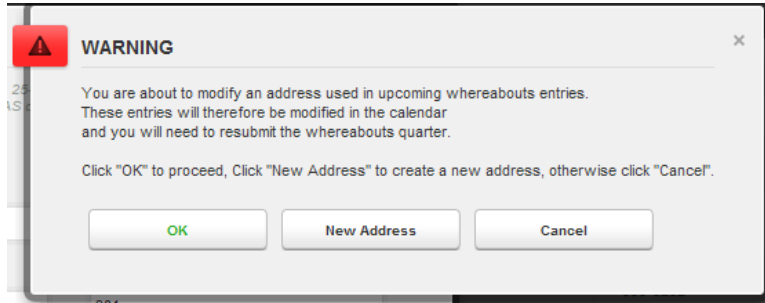 WARNING
×
You are about to modify an address used in upcoming whereabouts entries.
These entries will therefore be modified in the calendar
and you will need to resubmit the whereabouts quarter.
Click "OK" to proceed, Click "New Address" to create a new address, otherwise click "Cancel".
OK
New Address
Cancel